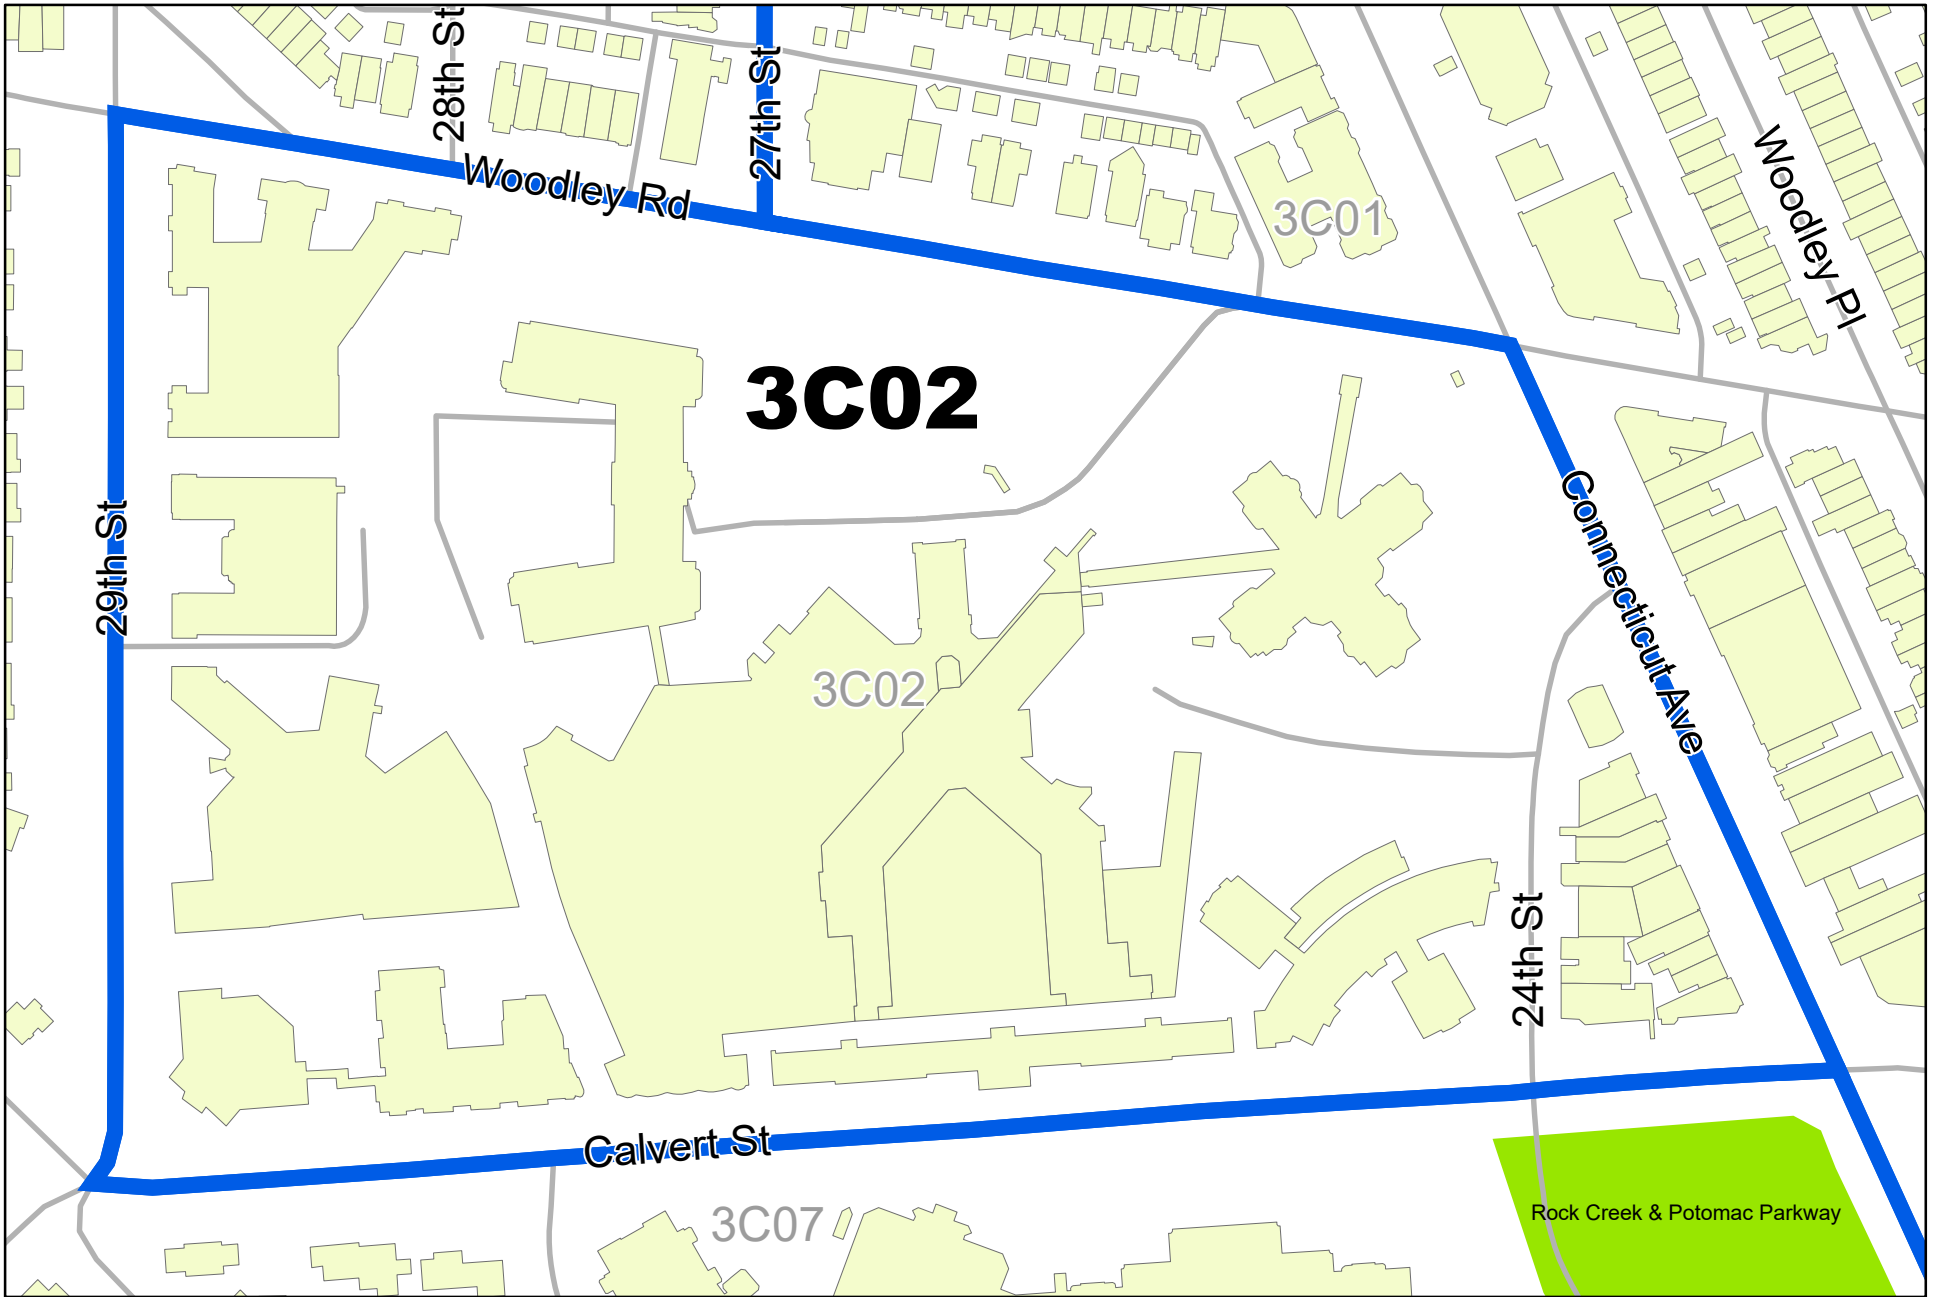 28th St
27th St
Woodley Rd
3C01
Woodley Pl
3C02
Connecticut Ave
29th St
3C02
24th St
Calvert St
3C07
Rock Creek & Potomac Parkway